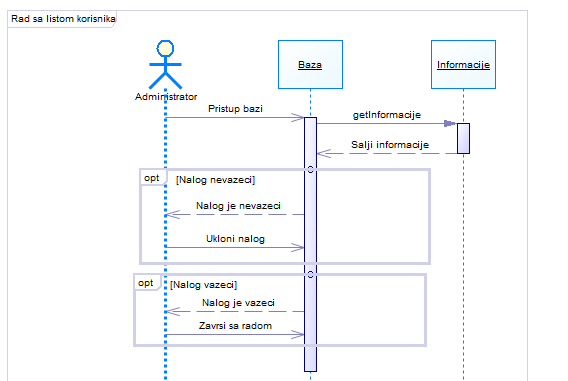 Rad sa listom korisnika
Baza
Informacije
Administrator
Pristup bazi
getInformacije
Salji informacije
opt
[Nalog nevazeci]
Nalog je nevazeci
Ukloni nalog
opt
[Nalog vazeci]
Nalog je vazeci
Zavrsi sa radom